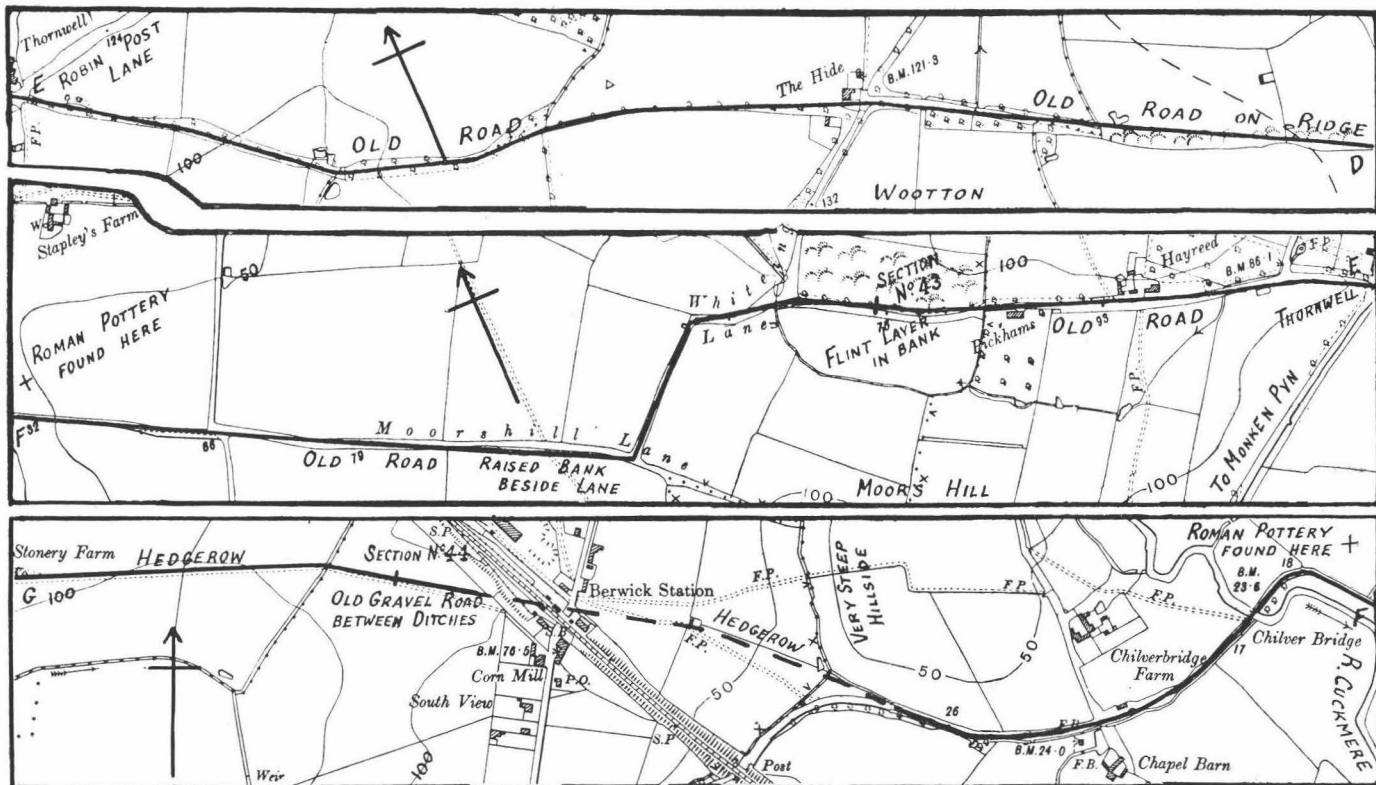 Thornwell
E
ROBIN POST
LANE
124
F.P.
100
OLD ROAD
The Hide
B.M.121·3
WOOTTON
132
OLD ROAD ON RIDGE
D
W
Stapley's Farm
50
ROMAN POTTERY
FOUND HERE
F
32
66
Moorshill Lane
OLD 79 ROAD
RAISED BANK
BESIDE LANE
White
Lane
SECTION
No 43
78
FLINT LAYER
IN BANK
100
Hayreed
B.M.86·1
F.P.
E
Pickhams
OLD 93 ROAD
F.P.
THORNWELL
TO MONKEN PYN
100
MOOR'S HILL
100
Stonery Farm
HEDGEROW
G
100
SECTION No 44
OLD GRAVEL ROAD
BETWEEN DITCHES
S.P.
Berwick Station
S.B.
B.M.76·5
Corn Mill
P.O.
South View
S.P.
Weir
100
Post
F.P.
HEDGEROW
F.P.
50
VERY STEEP
HILLSIDE
F.P.
50
50
26
F.B.
B.M.24·0
F.B.
Chapel Barn
Chilverbridge
Farm
17
ROMAN POTTERY
FOUND HERE
B.M.
23·6
18
F.P.
F
Chilver Bridge
R. CUCKMERE